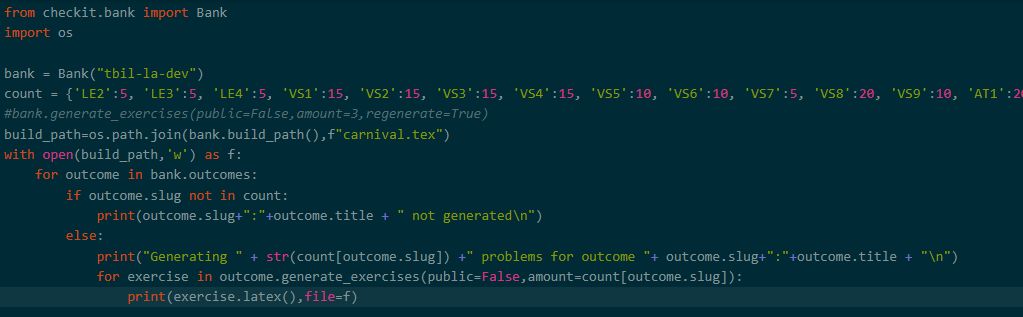 from checkit.bank import Bank
import os
bank = Bank("tbil-la-dev")
count = {'LE2':5, 'LE3':5, 'LE4':5, 'VS1':15, 'VS2':15, 'VS3':15, 'VS4':15, 'VS5':10, 'VS6':10, 'VS7':5, 'VS8':20, 'VS9':10, 'AT1':20
#bank.generate_exercises(public=False,amount=3,regenerate=True)
build_path=os.path.join(bank.build_path(),f"carnival.tex")
with open(build_path,'w') as f:
    for outcome in bank.outcomes:
        if outcome.slug not in count:
            print(outcome.slug+":"+outcome.title + " not generated\n")
        else:
            print("Generating " + str(count[outcome.slug]) +" problems for outcome "+ outcome.slug+":"+outcome.title + "\n")
            for exercise in outcome.generate_exercises(public=False,amount=count[outcome.slug]):
                print(exercise.latex(),file=f)